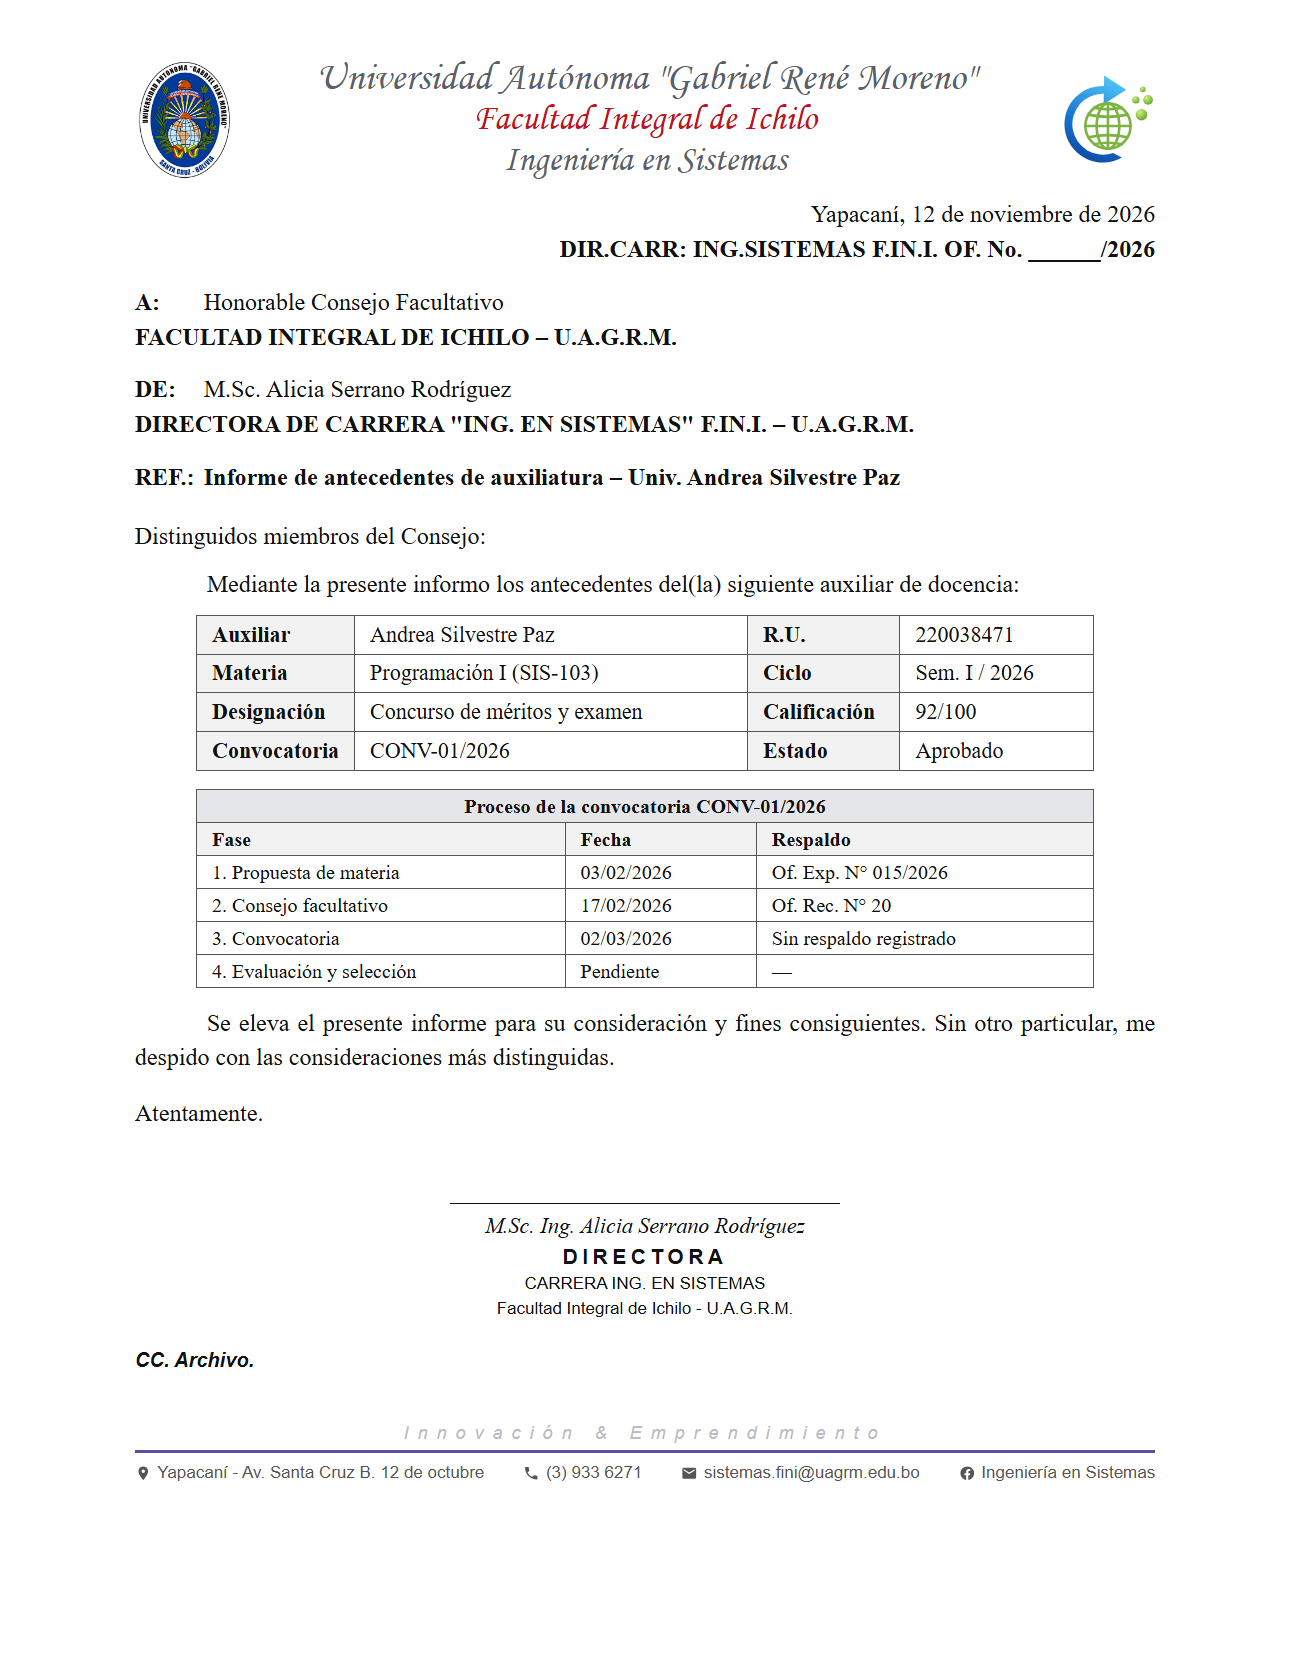 UNIVERSIDAD AUTÓNOMA "GABRIEL RENÉ MORENO"
SANTA CRUZ - BOLIVIA
Universidad Autónoma "Gabriel René Moreno"
Facultad Integral de Ichilo
Ingeniería en Sistemas
Yapacaní, 12 de noviembre de 2026
DIR.CARR: ING.SISTEMAS F.IN.I. OF. No. ______/2026
A: Honorable Consejo Facultativo
FACULTAD INTEGRAL DE ICHILO – U.A.G.R.M.
DE: M.Sc. Alicia Serrano Rodríguez
DIRECTORA DE CARRERA "ING. EN SISTEMAS" F.IN.I. – U.A.G.R.M.
REF.: Informe de antecedentes de auxiliatura – Univ. Andrea Silvestre Paz
Distinguidos miembros del Consejo:
Mediante la presente informo los antecedentes del(la) siguiente auxiliar de docencia:
Auxiliar Andrea Silvestre Paz R.U. 220038471
Materia Programación I (SIS-103) Ciclo Sem. I / 2026
Designación Concurso de méritos y examen Calificación 92/100
Convocatoria CONV-01/2026 Estado Aprobado
Proceso de la convocatoria CONV-01/2026
Fase Fecha Respaldo
1. Propuesta de materia 03/02/2026 Of. Exp. N° 015/2026
2. Consejo facultativo 17/02/2026 Of. Rec. N° 20
3. Convocatoria 02/03/2026 Sin respaldo registrado
4. Evaluación y selección Pendiente —
Se eleva el presente informe para su consideración y fines consiguientes. Sin otro particular, me
despido con las consideraciones más distinguidas.
Atentamente.
M.Sc. Ing. Alicia Serrano Rodríguez
DIRECTORA
CARRERA ING. EN SISTEMAS
Facultad Integral de Ichilo - U.A.G.R.M.
CC. Archivo.
Innovación & Emprendimiento
Yapacaní - Av. Santa Cruz B. 12 de octubre (3) 933 6271 sistemas.fini@uagrm.edu.bo Ingeniería en Sistemas